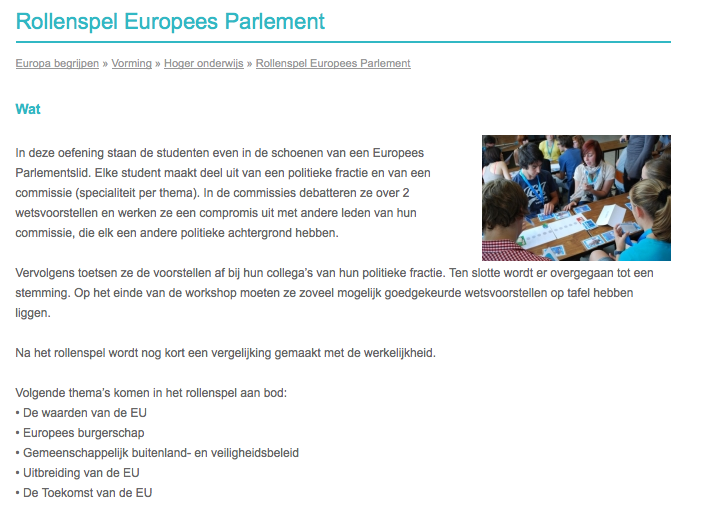 Rollenspel Europees Parlement
Europa begrijpen » Vorming » Hoger onderwijs » Rollenspel Europees Parlement
Wat
In deze oefening staan de studenten even in de schoenen van een Europees
Parlementslid. Elke student maakt deel uit van een politieke fractie en van een
commissie (specialiteit per thema). In de commissies debatteren ze over 2
wetsvoorstellen en werken ze een compromis uit met andere leden van hun
commissie, die elk een andere politieke achtergrond hebben.
Vervolgens toetsen ze de voorstellen af bij hun collega's van hun politieke fractie. Ten slotte wordt er overgegaan tot een
stemming. Op het einde van de workshop moeten ze zoveel mogelijk goedgekeurde wetsvoorstellen op tafel hebben
liggen.
Na het rollenspel wordt nog kort een vergelijking gemaakt met de werkelijkheid.
Volgende thema's komen in het rollenspel aan bod:
• De waarden van de EU
• Europees burgerschap
• Gemeenschappelijk buitenland- en veiligheidsbeleid
• Uitbreiding van de EU
• De Toekomst van de EU